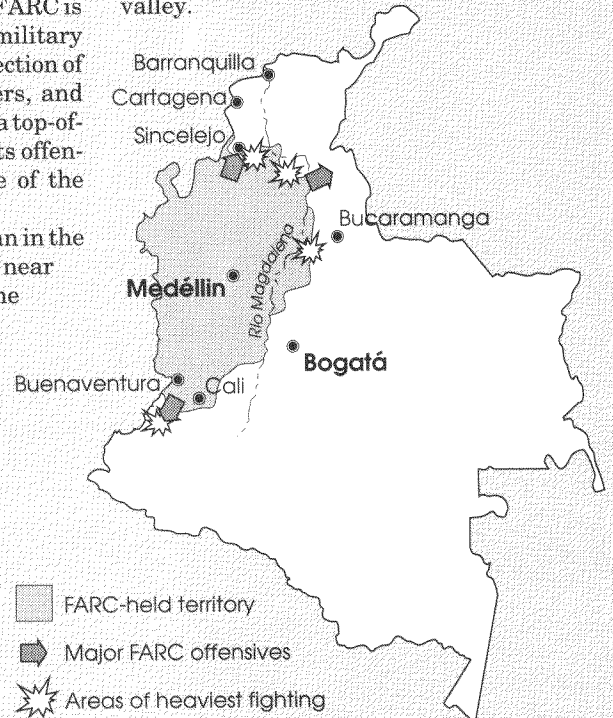 FARC is
military
ection of
ers, and
a top-of-
ts offen-
e of the
an in the
near
ne
valley.
Barranquilla
Cartagena
Sincelejo
Bucaramanga
Río Magdalena
Medéllin
Bogatá
Buenaventura
Cali
FARC-held territory
Major FARC offensives
Areas of heaviest fighting